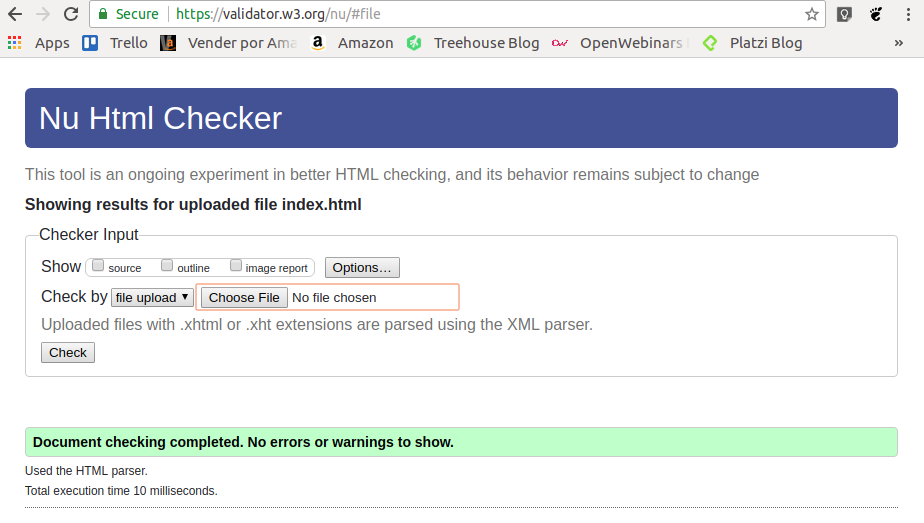 Secure https://validator.w3.org/nu/#file
Apps Trello Vender por Ama Amazon Treehouse Blog OpenWebinars Platzi Blog »
Nu Html Checker
This tool is an ongoing experiment in better HTML checking, and its behavior remains subject to change
Showing results for uploaded file index.html
Checker Input
Show source outline image report Options...
Check by file upload Choose File No file chosen
Uploaded files with .xhtml or .xht extensions are parsed using the XML parser.
Check
Document checking completed. No errors or warnings to show.
Used the HTML parser.
Total execution time 10 milliseconds.